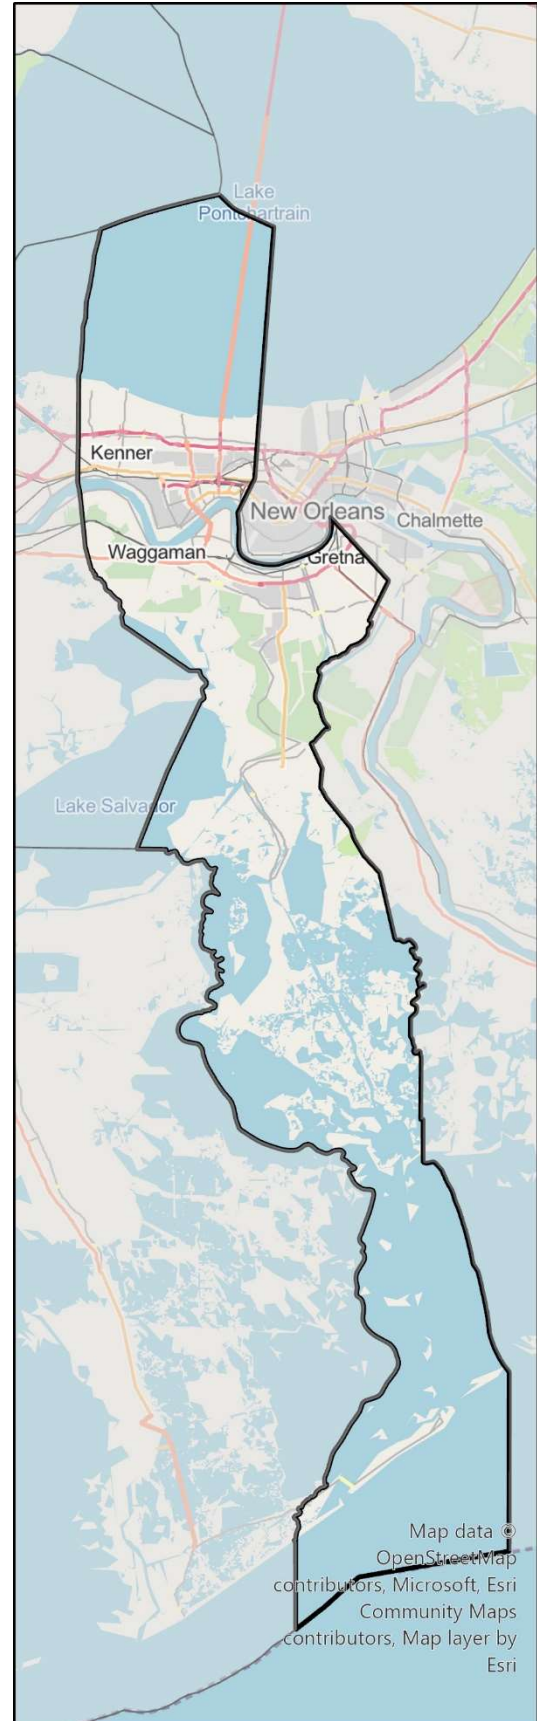 Lake
Pontchartrain
Kenner
New Orleans
Chalmette
Waggaman
Gretna
Lake Salvador
Map data ©
OpenStreetMap
contributors, Microsoft, Esri
Community Maps
contributors, Map layer by
Esri